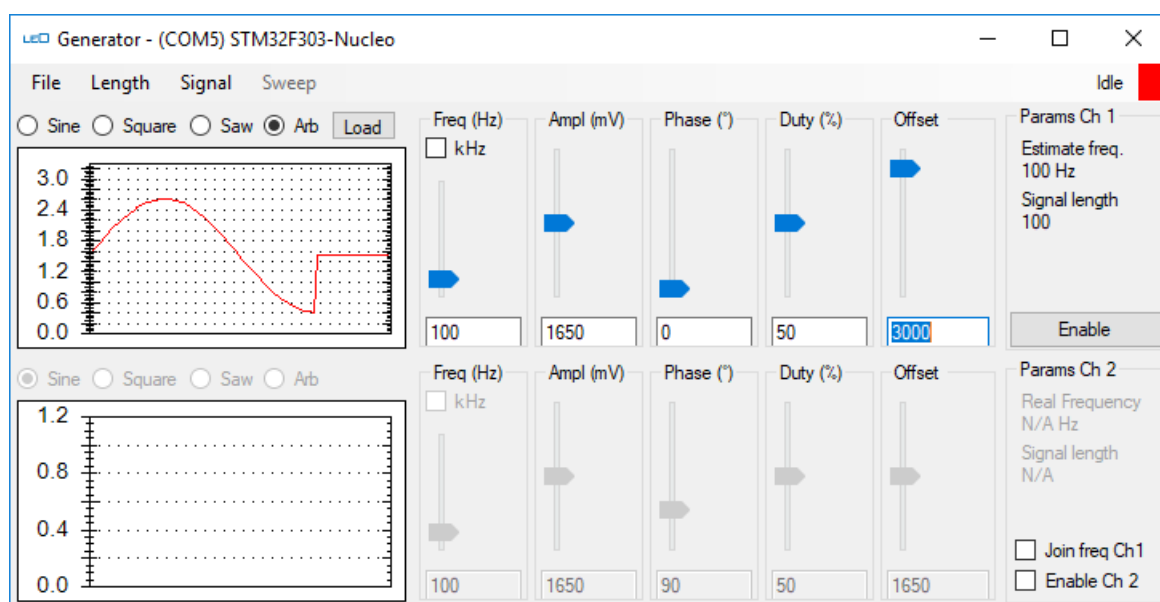 LEO Generator - (COM5) STM32F303-Nucleo
File Length Signal Sweep Idle
Sine Square Saw Arb Load
3.0
2.4
1.8
1.2
0.6
0.0
Freq (Hz)
kHz
100
Ampl (mV)
1650
Phase (°)
0
Duty (%)
50
Offset
3000
Params Ch 1
Estimate freq.
100 Hz
Signal length
100
Enable
Sine Square Saw Arb
1.2
0.8
0.4
0.0
Freq (Hz)
kHz
100
Ampl (mV)
1650
Phase (°)
90
Duty (%)
50
Offset
1650
Params Ch 2
Real Frequency
N/A Hz
Signal length
N/A
Join freq Ch1
Enable Ch 2